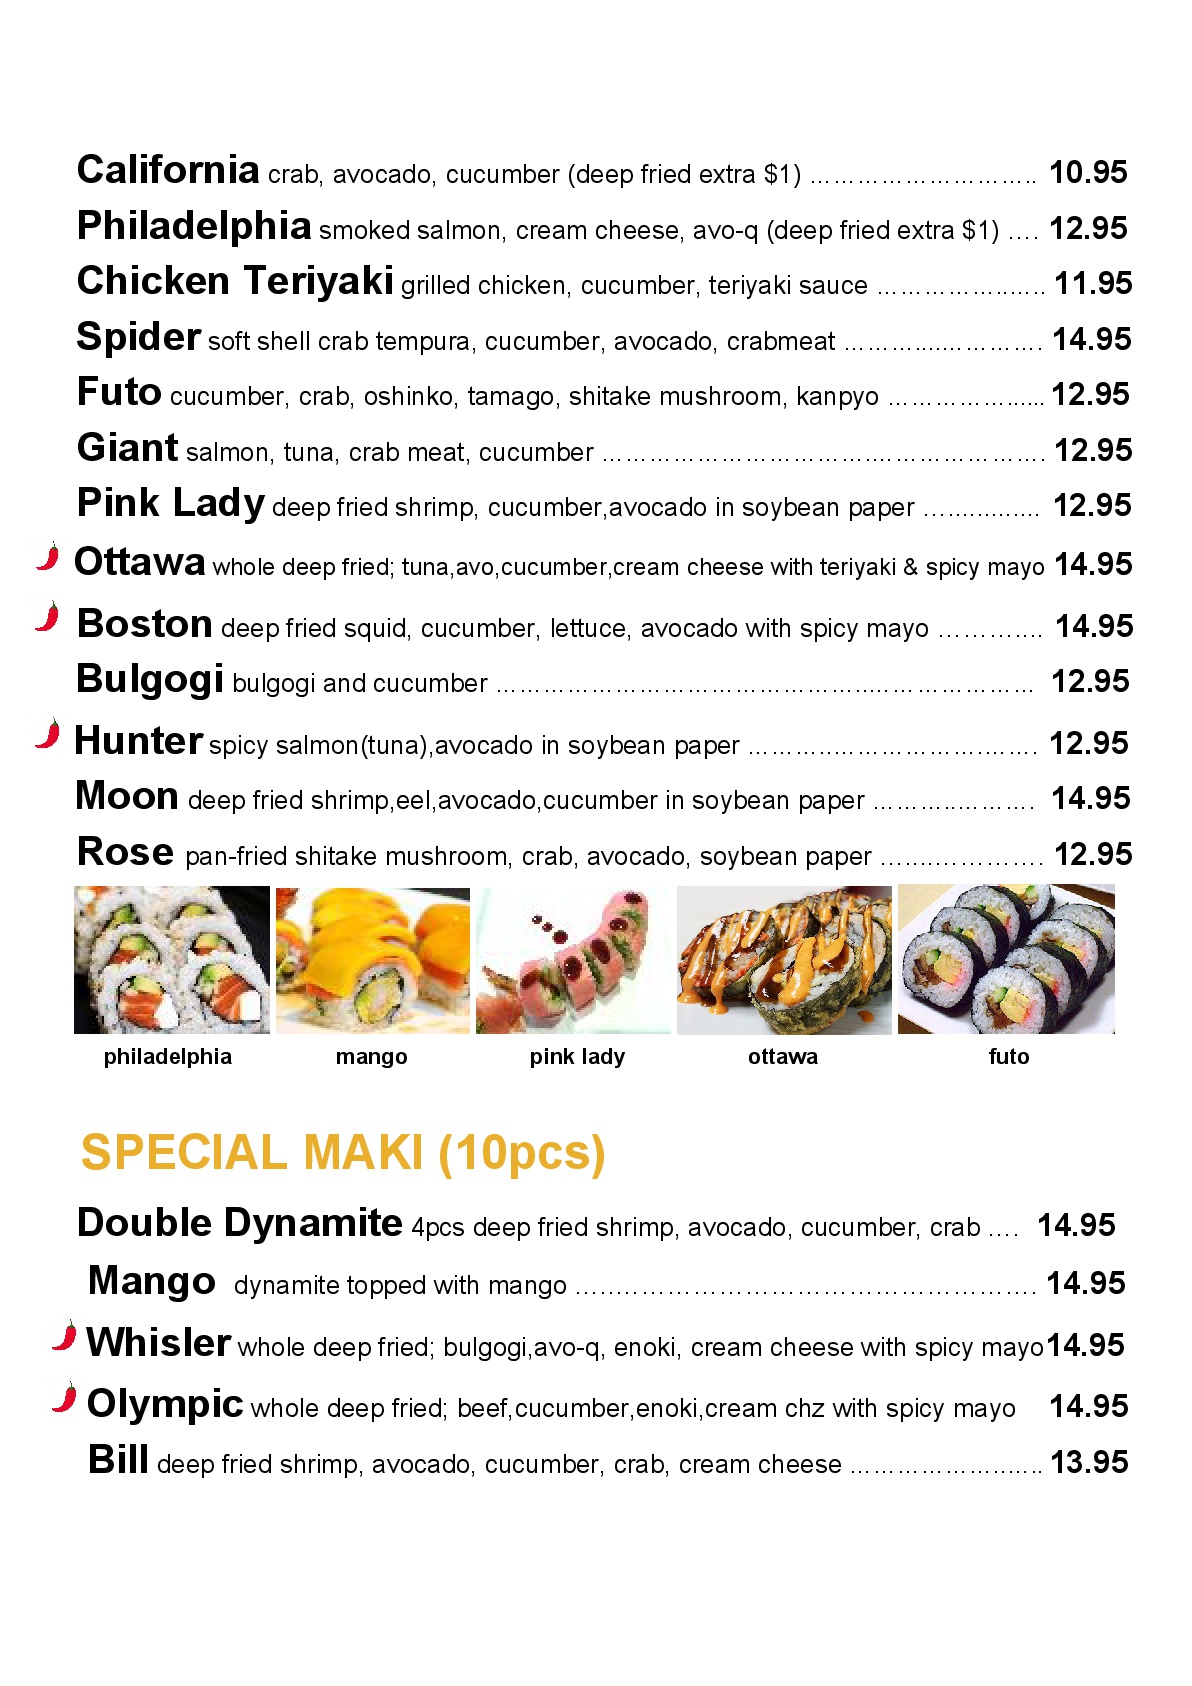 California crab, avocado, cucumber (deep fried extra $1) ……………………….. 10.95
Philadelphia smoked salmon, cream cheese, avo-q (deep fried extra $1) …. 12.95
Chicken Teriyaki grilled chicken, cucumber, teriyaki sauce ……………..….. 11.95
Spider soft shell crab tempura, cucumber, avocado, crabmeat ………....…………. 14.95
Futo cucumber, crab, oshinko, tamago, shitake mushroom, kanpyo ……………...... 12.95
Giant salmon, tuna, crab meat, cucumber ………………………….…………………. 12.95
Pink Lady deep fried shrimp, cucumber,avocado in soybean paper …........…. 12.95
Ottawa whole deep fried; tuna,avo,cucumber,cream cheese with teriyaki & spicy mayo 14.95
Boston deep fried squid, cucumber, lettuce, avocado with spicy mayo ……….... 14.95
Bulgogi bulgogi and cucumber …………………………………….………………… 12.95
Hunter spicy salmon(tuna),avocado in soybean paper ………..……………….……. 12.95
Moon deep fried shrimp,eel,avocado,cucumber in soybean paper ………..………. 14.95
Rose pan-fried shitake mushroom, crab, avocado, soybean paper …....…………. 12.95
philadelphia mango pink lady ottawa futo
SPECIAL MAKI (10pcs)
Double Dynamite 4pcs deep fried shrimp, avocado, cucumber, crab …. 14.95
Mango dynamite topped with mango …..……………………………………………. 14.95
Whisler whole deep fried; bulgogi,avo-q, enoki, cream cheese with spicy mayo14.95
Olympic whole deep fried; beef,cucumber,enoki,cream chz with spicy mayo 14.95
Bill deep fried shrimp, avocado, cucumber, crab, cream cheese …………………..….. 13.95